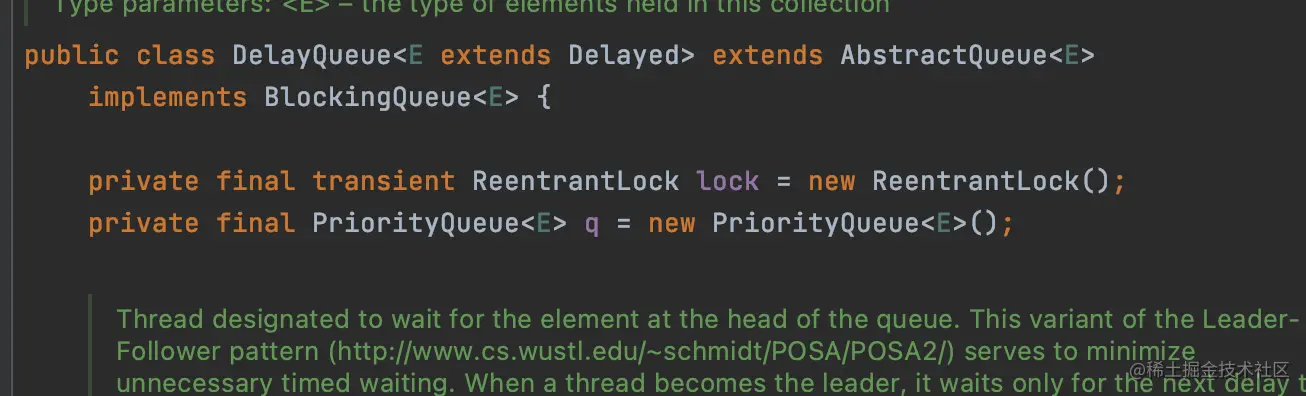 Type parameters: <E> – the type of elements held in this collection
public class DelayQueue<E extends Delayed> extends AbstractQueue<E>
implements BlockingQueue<E> {
private final transient ReentrantLock lock = new ReentrantLock();
private final PriorityQueue<E> q = new PriorityQueue<E>();
Thread designated to wait for the element at the head of the queue. This variant of the Leader-
Follower pattern (http://www.cs.wustl.edu/~schmidt/POSA/POSA2/) serves to minimize
unnecessary timed waiting. When a thread becomes the leader, it waits only for the next delay t
@稀土掘金技术社区